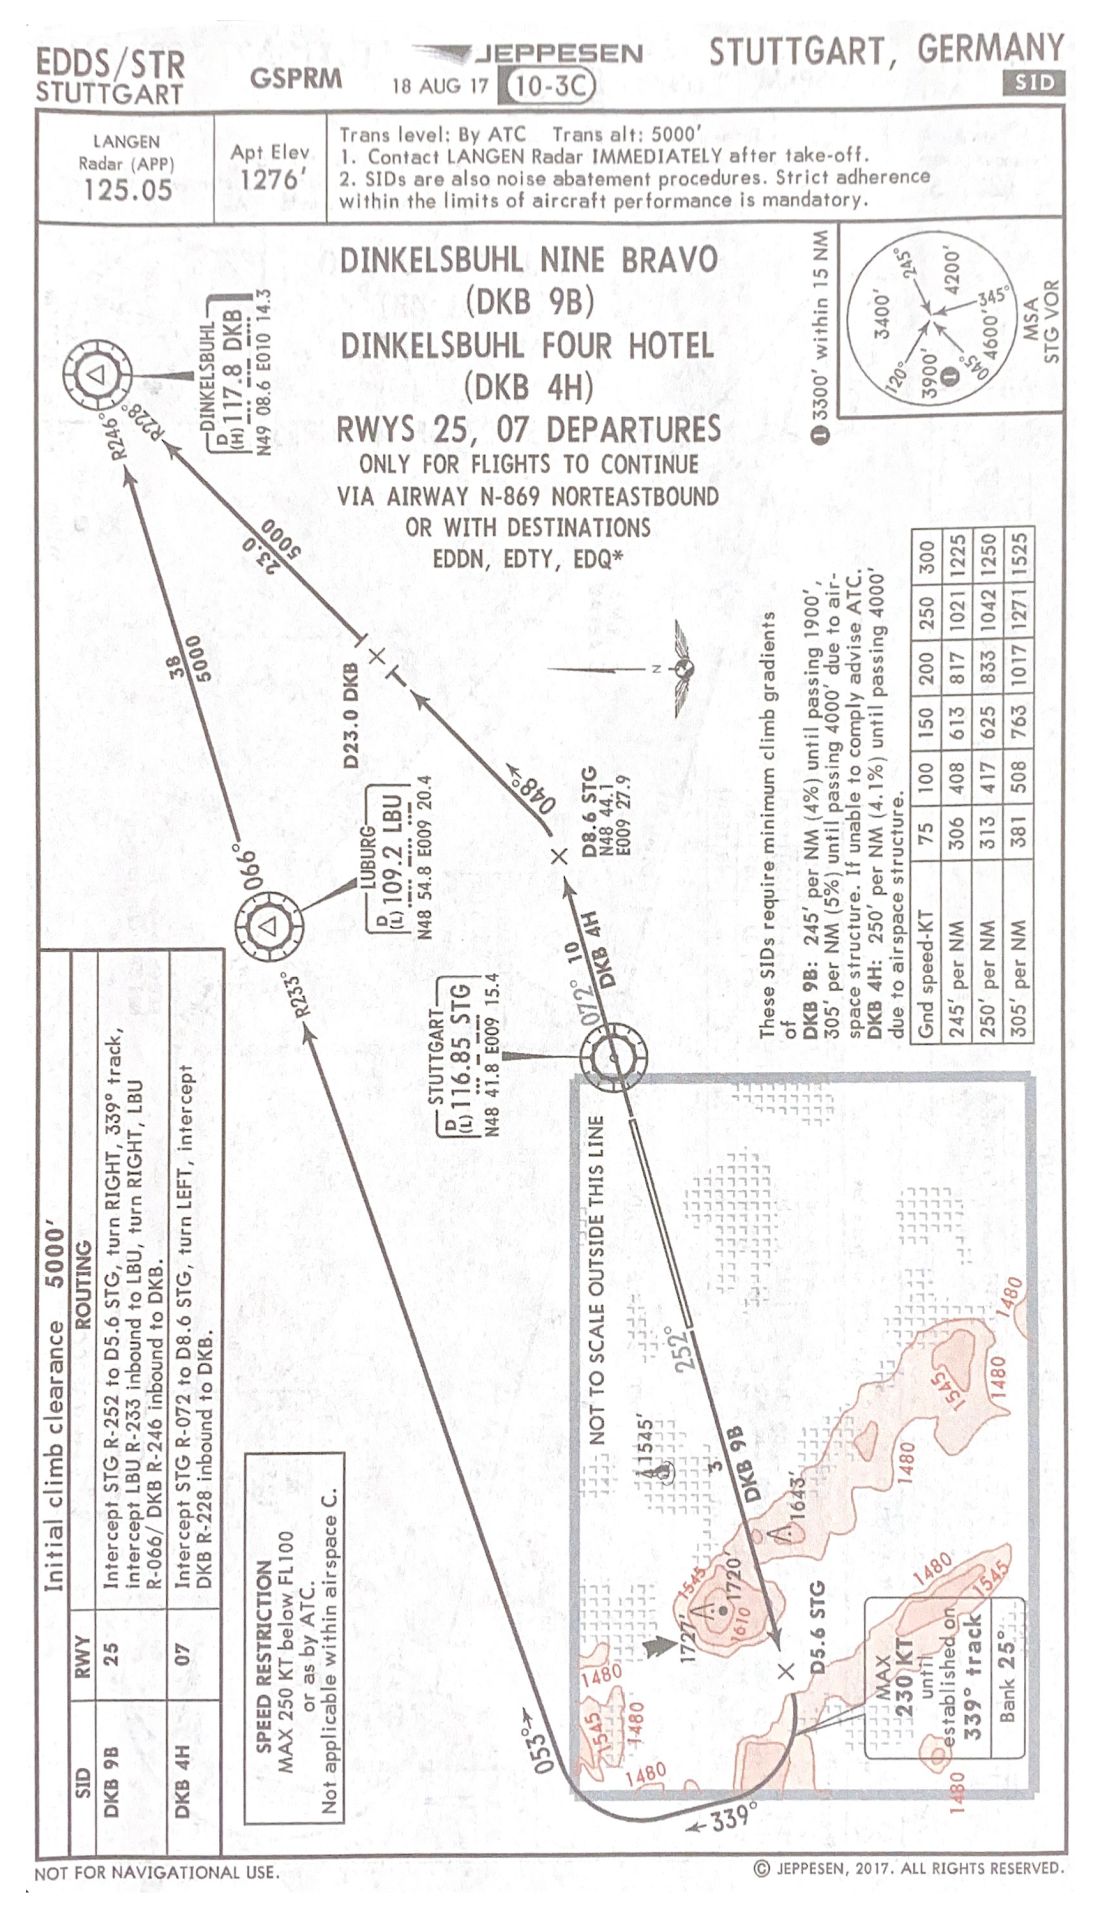 EDDS/STR
STUTTGART
GSPRM
JEPPESEN
18 AUG 17
10-3C
STUTTGART, GERMANY
SID
LANGEN
Radar (APP)
125.05
Apt Elev
1276'
Trans level: By ATC Trans alt: 5000'
1. Contact LANGEN Radar IMMEDIATELY after take-off.
2. SIDs are also noise abatement procedures. Strict adherence
within the limits of aircraft performance is mandatory.
DINKELSBUHL NINE BRAVO
(DKB 9B)
DINKELSBUHL FOUR HOTEL
(DKB 4H)
RWYS 25, 07 DEPARTURES
ONLY FOR FLIGHTS TO CONTINUE
VIA AIRWAY N-869 NORTEASTBOUND
OR WITH DESTINATIONS
EDDN, EDTY, EDQ*
1 3300' within 15 NM
245°
4200'
345°
3400'
4600'
120°
3900'
1
045°
MSA
STG VOR
DINKELSBUHL
D
(H) 117.8 DKB
N49 08.6 E010 14.3
R246°
R228°
23.0
5000
38
5000
D23.0 DKB
N
048°
D8.6 STG
N48 44.1
E009 27.9
066°
LUBURG
D
(L) 109.2 LBU
N48 54.8 E009 20.4
R233°
STUTTGART
D
(L) 116.85 STG
N48 41.8 E009 15.4
072°
10
DKB 4H
These SIDs require minimum climb gradients
of
DKB 9B: 245' per NM (4%) until passing 1900',
305' per NM (5%) until passing 4000' due to air-
space structure. If unable to comply advise ATC.
DKB 4H: 250' per NM (4.1%) until passing 4000'
due to airspace structure.
Gnd speed-KT 75 100 150 200 250 300
245' per NM 306 408 613 817 1021 1225
250' per NM 313 417 625 833 1042 1250
305' per NM 381 508 763 1017 1271 1525
Initial climb clearance 5000'
SID RWY ROUTING
DKB 9B 25 Intercept STG R-252 to D5.6 STG, turn RIGHT, 339° track,
intercept LBU R-233 inbound to LBU, turn RIGHT, LBU
R-066/ DKB R-246 inbound to DKB.
DKB 4H 07 Intercept STG R-072 to D8.6 STG, turn LEFT, intercept
DKB R-228 inbound to DKB.
SPEED RESTRICTION
MAX 250 KT below FL100
or as by ATC.
Not applicable within airspace C.
NOT TO SCALE OUTSIDE THIS LINE
252°
1545'
3
DKB 9B
1643'
1545
1720'
1610
1727'
D5.6 STG
1480
1545
1480
1480
1480
1545
1480
1480
1480
1545
1480
MAX
230 KT
until
established on
339° track
Bank 25°
053°
339°
NOT FOR NAVIGATIONAL USE.
© JEPPESEN, 2017. ALL RIGHTS RESERVED.